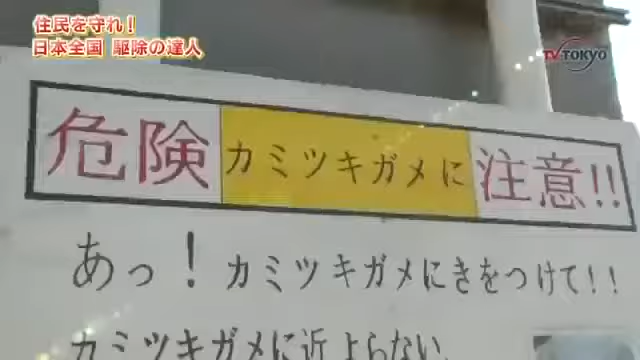 住民を守れ!
日本全国 駆除の達人
TV TOKYO
危険 カミツキガメに 注意!!
あっ!カミツキガメにきをつけて!!
カミツキガメに近よらない